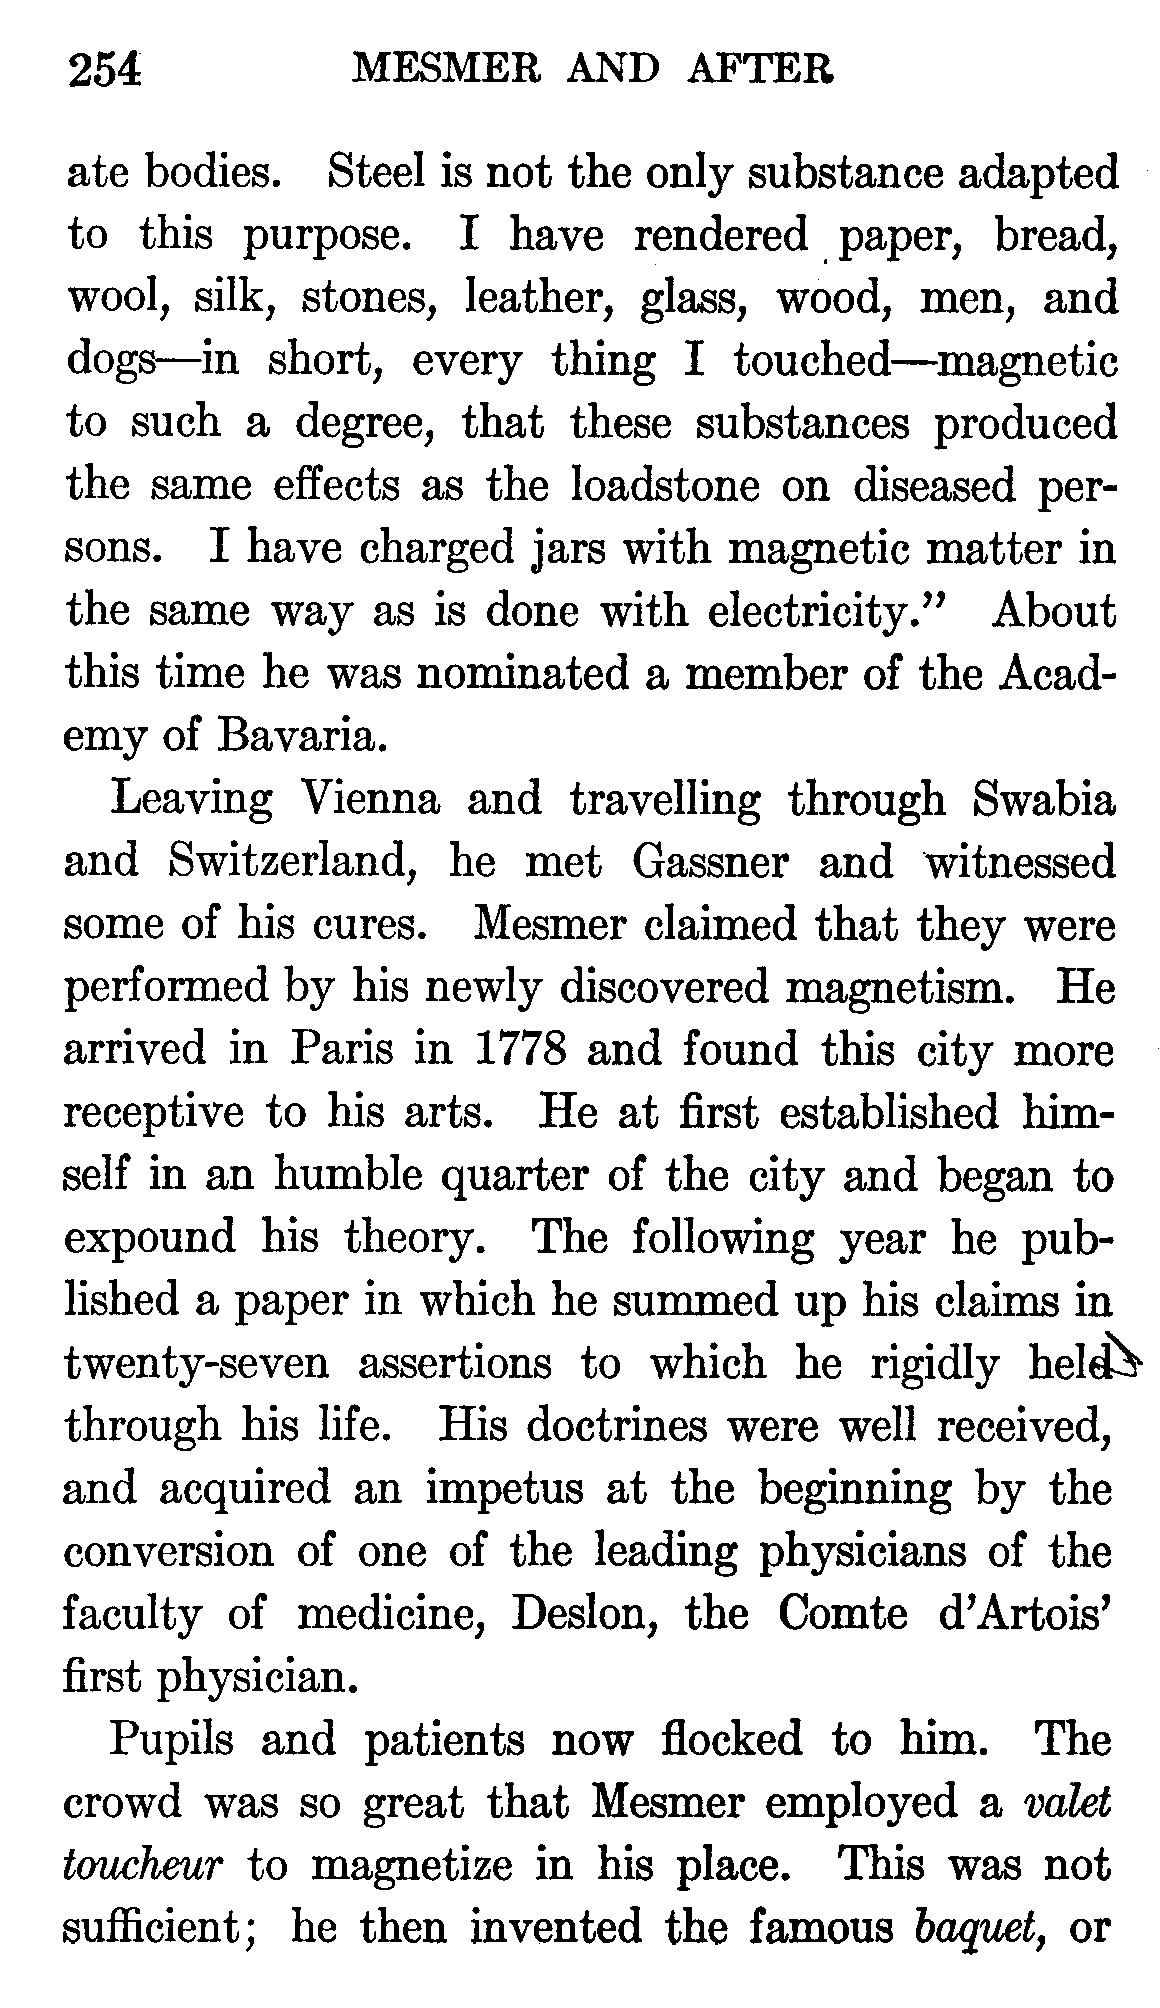 254 MESMER AND AFTER
ate bodies. Steel is not the only substance adapted
to this purpose. I have rendered paper, bread,
wool, silk, stones, leather, glass, wood, men, and
dogs—in short, every thing I touched—magnetic
to such a degree, that these substances produced
the same effects as the loadstone on diseased per-
sons. I have charged jars with magnetic matter in
the same way as is done with electricity.” About
this time he was nominated a member of the Acad-
emy of Bavaria.
Leaving Vienna and travelling through Swabia
and Switzerland, he met Gassner and witnessed
some of his cures. Mesmer claimed that they were
performed by his newly discovered magnetism. He
arrived in Paris in 1778 and found this city more
receptive to his arts. He at first established him-
self in an humble quarter of the city and began to
expound his theory. The following year he pub-
lished a paper in which he summed up his claims in
twenty-seven assertions to which he rigidly held
through his life. His doctrines were well received,
and acquired an impetus at the beginning by the
conversion of one of the leading physicians of the
faculty of medicine, Deslon, the Comte d’Artois’
first physician.
Pupils and patients now flocked to him. The
crowd was so great that Mesmer employed a valet
toucheur to magnetize in his place. This was not
sufficient; he then invented the famous baquet, or